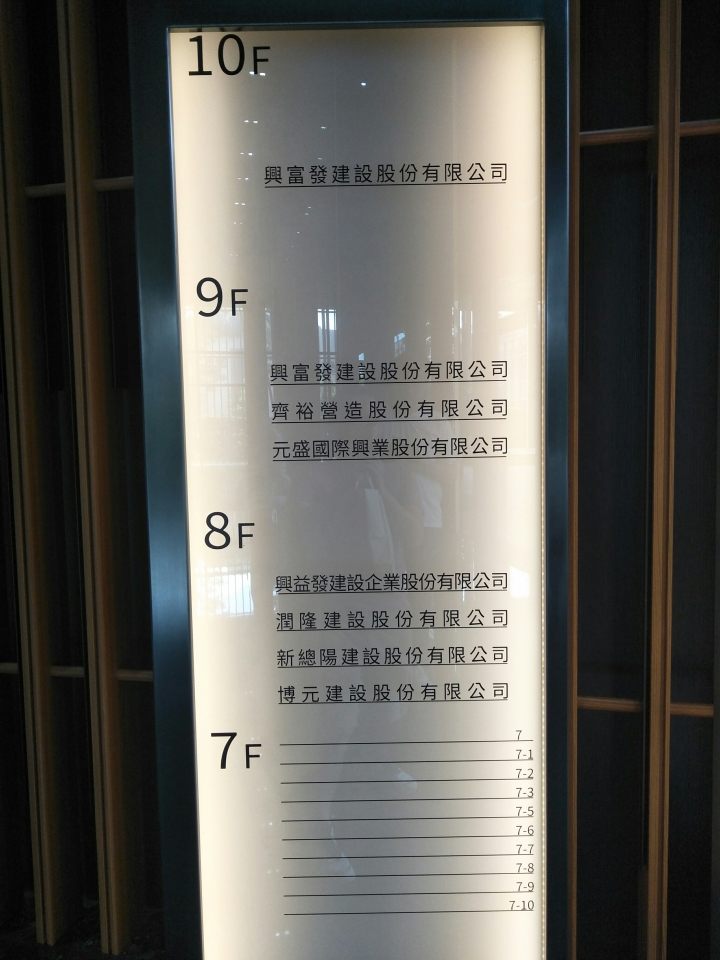 10F
興富發建設股份有限公司
9F
興富發建設股份有限公司
齊裕營造股份有限公司
元盛國際興業股份有限公司
8F
興益發建設企業股份有限公司
潤隆建設股份有限公司
新總陽建設股份有限公司
博元建設股份有限公司
7F
7
7-1
7-2
7-3
7-5
7-6
7-7
7-8
7-9
7-10